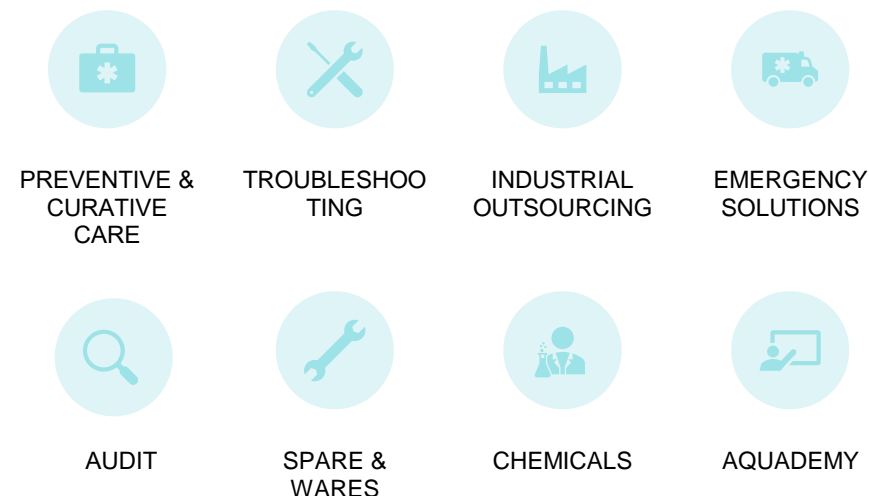 PREVENTIVE &
CURATIVE
CARE
TROUBLESHOO
TING
INDUSTRIAL
OUTSOURCING
EMERGENCY
SOLUTIONS
AUDIT
SPARE &
WARES
CHEMICALS
AQUADEMY